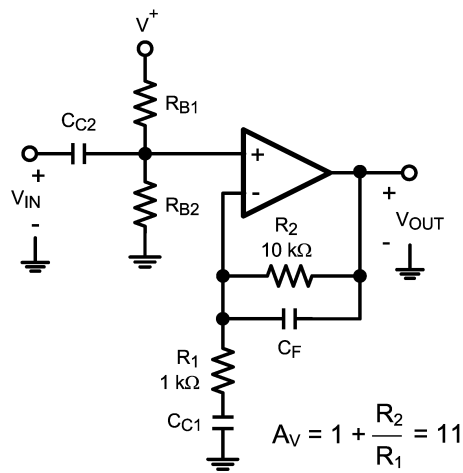 V+
RB1
CC2
+
VIN
-
RB2
+
-
+
VOUT
-
R2
10 kΩ
CF
R1
1 kΩ
CC1
AV = 1 + R2/R1 = 11